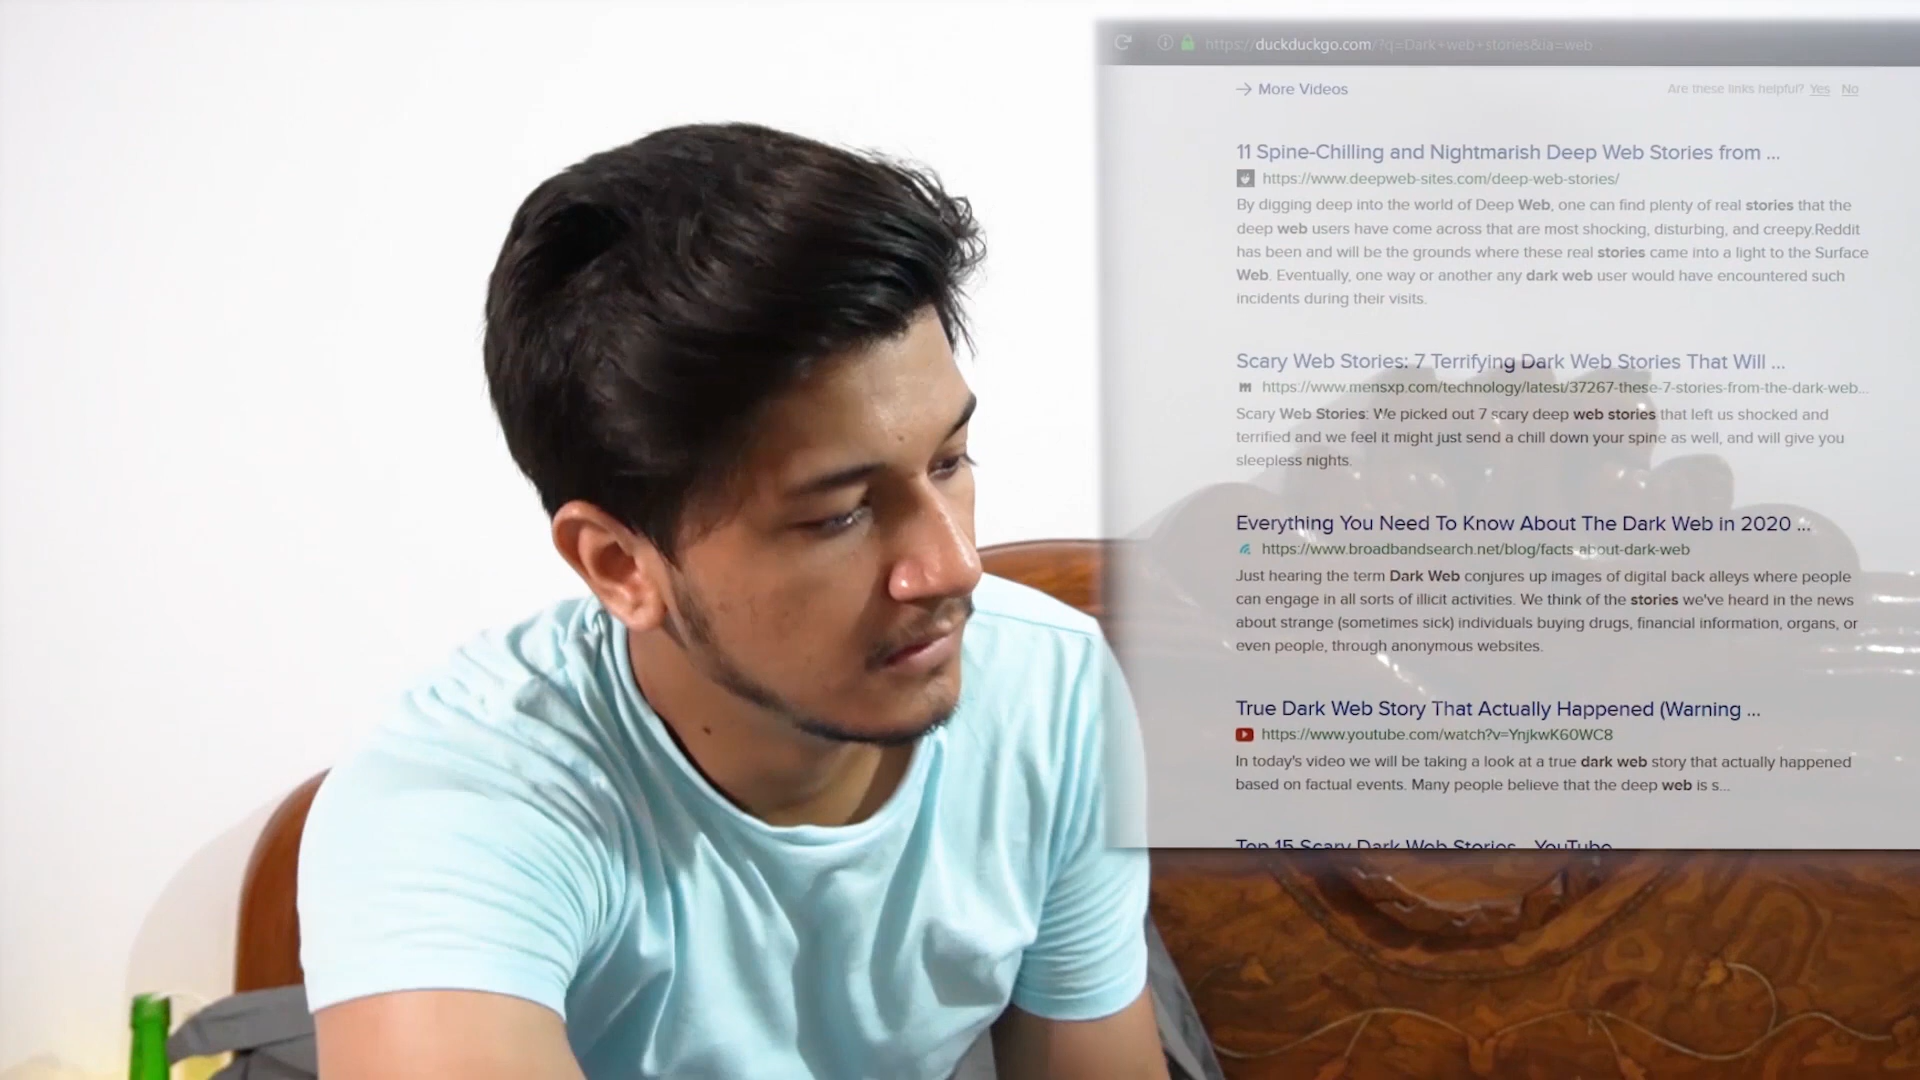 https://duckduckgo.com/?q=Dark+web+stories&ia=web
→ More Videos
Are these links helpful? Yes No
11 Spine-Chilling and Nightmarish Deep Web Stories from ...
https://www.deepweb-sites.com/deep-web-stories/
By digging deep into the world of Deep Web, one can find plenty of real stories that the
deep web users have come across that are most shocking, disturbing, and creepy.Reddit
has been and will be the grounds where these real stories came into a light to the Surface
Web. Eventually, one way or another any dark web user would have encountered such
incidents during their visits.
Scary Web Stories: 7 Terrifying Dark Web Stories That Will ...
https://www.mensxp.com/technology/latest/37267-these-7-stories-from-the-dark-web...
Scary Web Stories: We picked out 7 scary deep web stories that left us shocked and
terrified and we feel it might just send a chill down your spine as well, and will give you
sleepless nights.
Everything You Need To Know About The Dark Web in 2020 ...
https://www.broadbandsearch.net/blog/facts-about-dark-web
Just hearing the term Dark Web conjures up images of digital back alleys where people
can engage in all sorts of illicit activities. We think of the stories we've heard in the news
about strange (sometimes sick) individuals buying drugs, financial information, organs, or
even people, through anonymous websites.
True Dark Web Story That Actually Happened (Warning ...
https://www.youtube.com/watch?v=YnjkwK60WC8
In today's video we will be taking a look at a true dark web story that actually happened
based on factual events. Many people believe that the deep web is s...
Top 15 Scary Dark Web Stories - YouTube